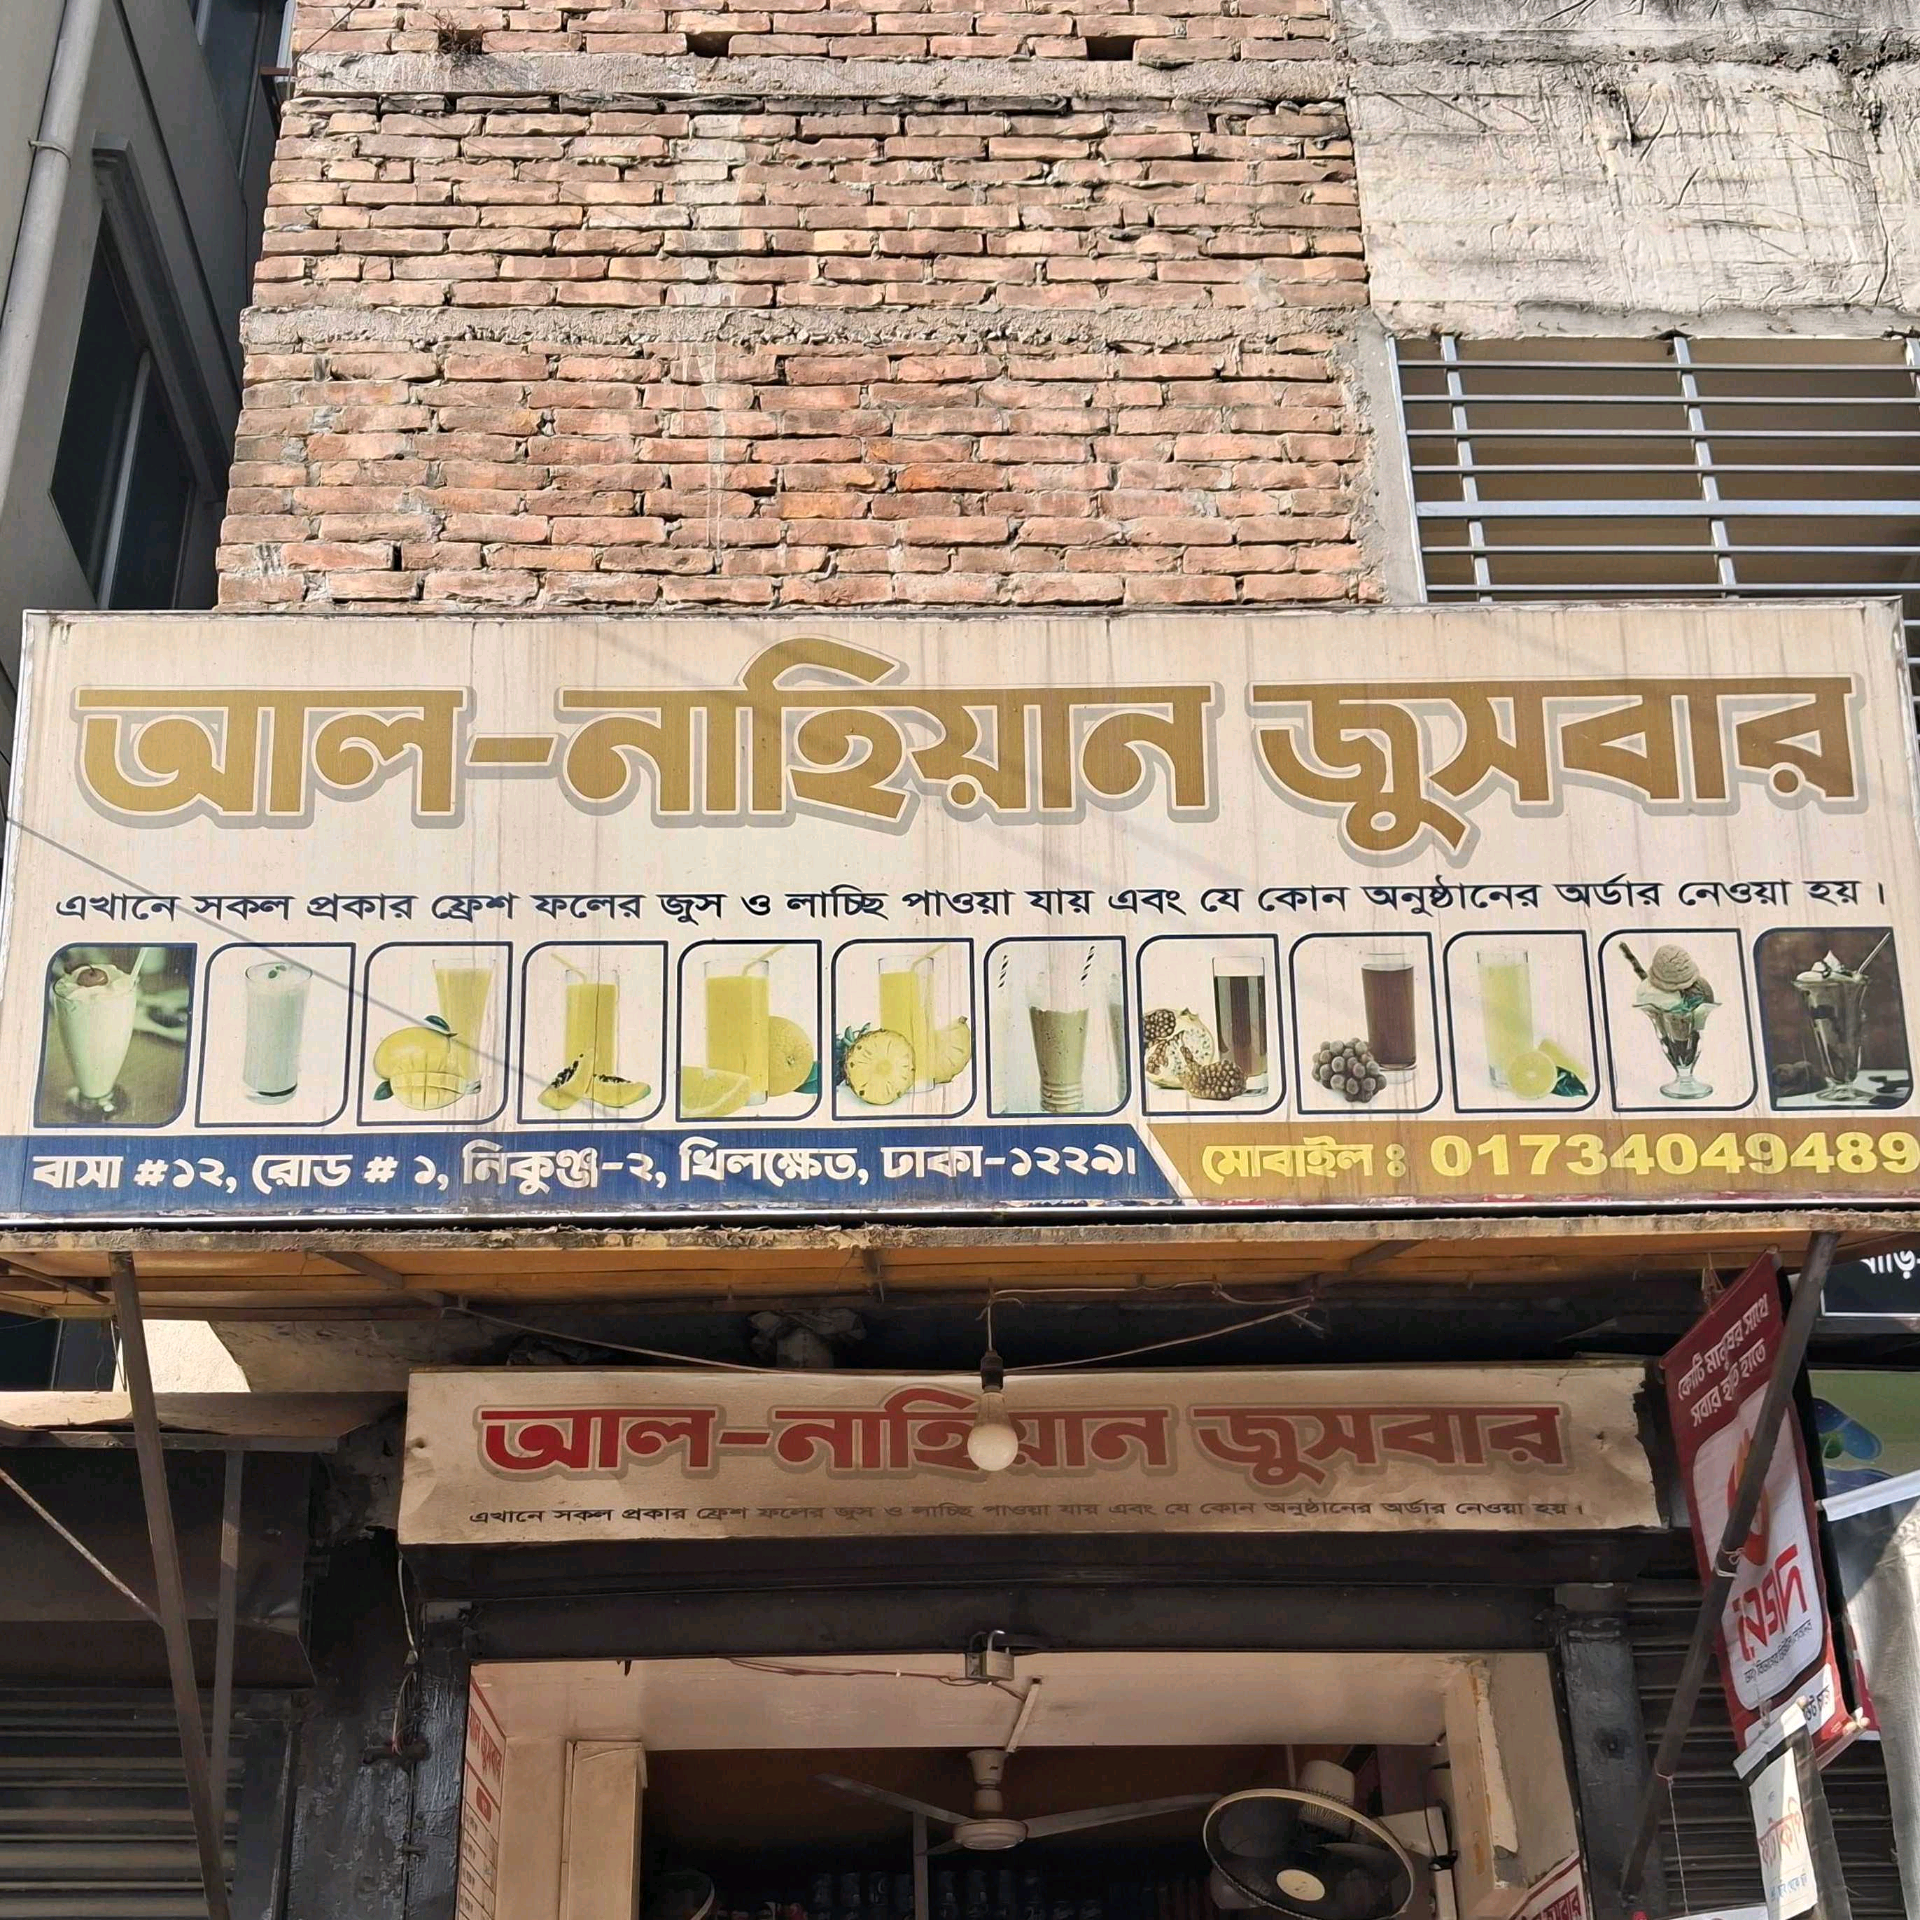 আল-নাহিয়ান জুসবার
এখানে সকল প্রকার ফ্রেশ ফলের জুস ও লাচ্ছি পাওয়া যায় এবং যে কোন অনুষ্ঠানের অর্ডার নেওয়া হয়।
বাসা #১২, রোড # ১, নিকুঞ্জ-২, খিলক্ষেত, ঢাকা-১২২৯।
মোবাইল : 01734049489
আল-নাহিয়ান জুসবার
এখানে সকল প্রকার ফ্রেশ ফলের জুস ও লাচ্ছি পাওয়া যায় এবং যে কোন অনুষ্ঠানের অর্ডার নেওয়া হয়।
কোটি মানুষের সাথে
সবার হাতে হাতে